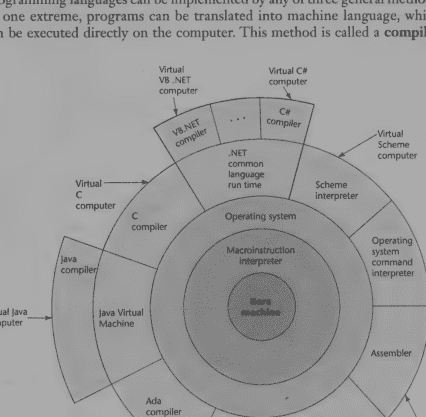 one extreme, programs can be translated into machine language, whi
be executed directly on the computer. This method is called a compil
Virtual
VB .NET
computer
Virtual C#
computer
VB.NET
compiler
...
C#
compiler
Virtual
Scheme
computer
.NET
common
language
run time
Virtual
C
computer
C
compiler
Scheme
interpreter
Operating system
Operating
system
command
interpreter
Macroinstruction
interpreter
Java
compiler
Bare
machine
Java Virtual
Machine
al Java
puter
Assembler
Ada
compiler